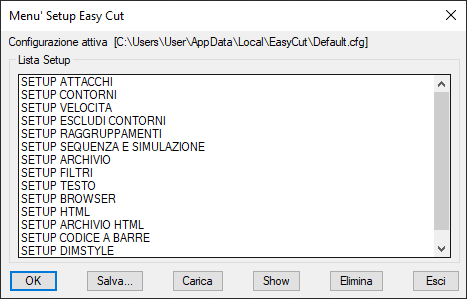 Menu' Setup Easy Cut
Configurazione attiva [C:\Users\User\AppData\Local\EasyCut\Default.cfg]
Lista Setup
SETUP ATTACCHI
SETUP CONTORNI
SETUP VELOCITA
SETUP ESCLUDI CONTORNI
SETUP RAGGRUPPAMENTI
SETUP SEQUENZA E SIMULAZIONE
SETUP ARCHIVIO
SETUP FILTRI
SETUP TESTO
SETUP BROWSER
SETUP HTML
SETUP ARCHIVIO HTML
SETUP CODICE A BARRE
SETUP DIMSTYLE
OK Salva... Carica Show Elimina Esci